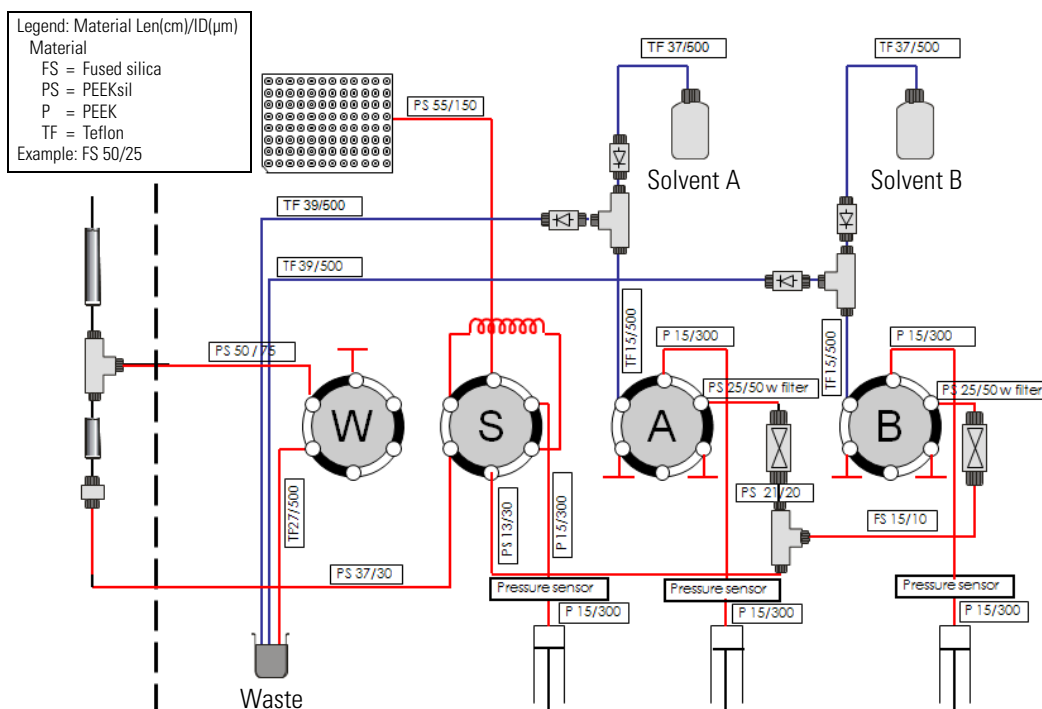 Legend: Material Len(cm)/ID(µm)
Material
FS = Fused silica
PS = PEEKsil
P = PEEK
TF = Teflon
Example: FS 50/25
TF 37/500
TF 37/500
PS 55/150
Solvent A
Solvent B
TF 39/500
TF 39/500
TF 15/500
P 15/300
TF 15/500
P 15/300
PS 50 / 75
PS 25/50 w filter
PS 25/50 w filter
W
S
A
B
TF27/500
PS 13/30
P 15/300
PS 21/20
FS 15/10
PS 37/30
Pressure sensor
Pressure sensor
Pressure sensor
P 15/300
P 15/300
P 15/300
Waste